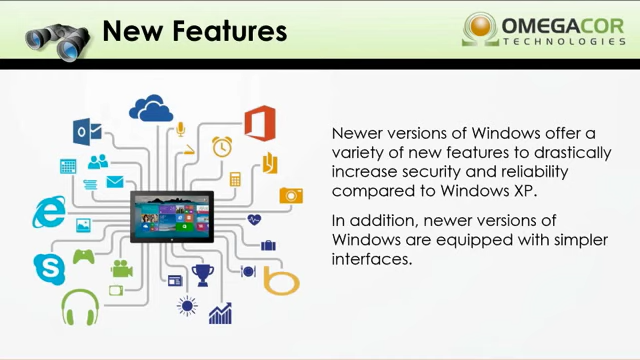 New Features
OMEGACOR
TECHNOLOGIES
Newer versions of Windows offer a
variety of new features to drastically
increase security and reliability
compared to Windows XP.
In addition, newer versions of
Windows are equipped with simpler
interfaces.